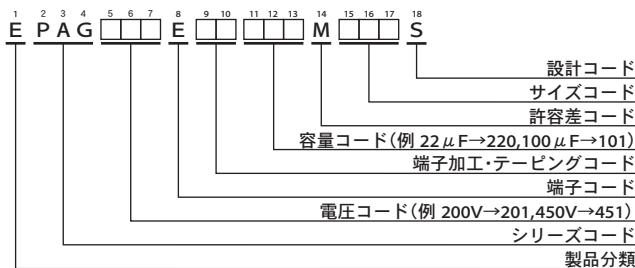 1 2 3 4 5 6 7 8 9 10 11 12 13 14 15 16 17 18
E P A G □□□ E □□ □□□ M □□□ S
設計コード
サイズコード
許容差コード
容量コード(例 22μF→220,100μF→101)
端子加工・テーピングコード
端子コード
電圧コード(例 200V→201,450V→451)
シリーズコード
製品分類